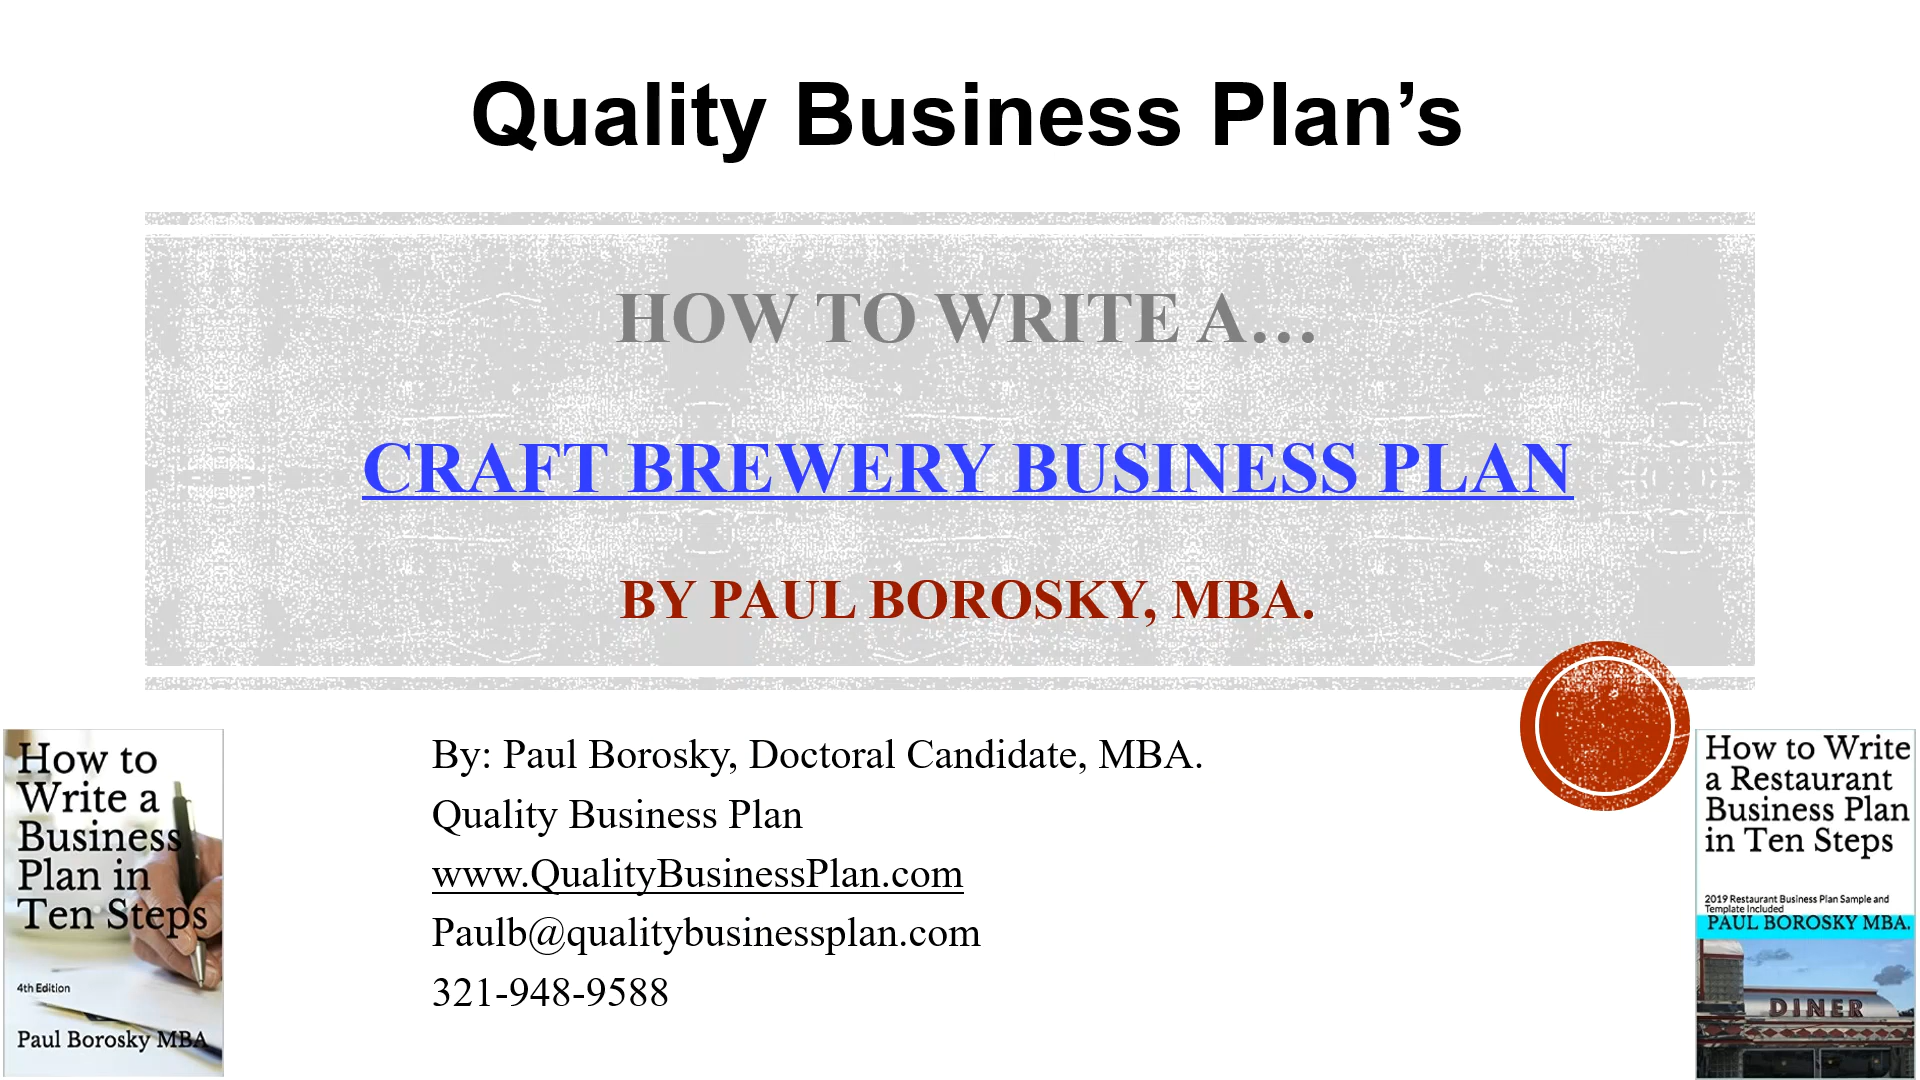 Quality Business Plan’s
HOW TO WRITE A…
CRAFT BREWERY BUSINESS PLAN
BY PAUL BOROSKY, MBA.
By: Paul Borosky, Doctoral Candidate, MBA.
Quality Business Plan
www.QualityBusinessPlan.com
Paulb@qualitybusinessplan.com
321-948-9588
How to
Write a
Business
Plan in
Ten Steps
4th Edition
Paul Borosky MBA
How to Write
a Restaurant
Business Plan
in Ten Steps
2019 Restaurant Business Plan Sample and
Template Included
PAUL BOROSKY MBA.
DINER